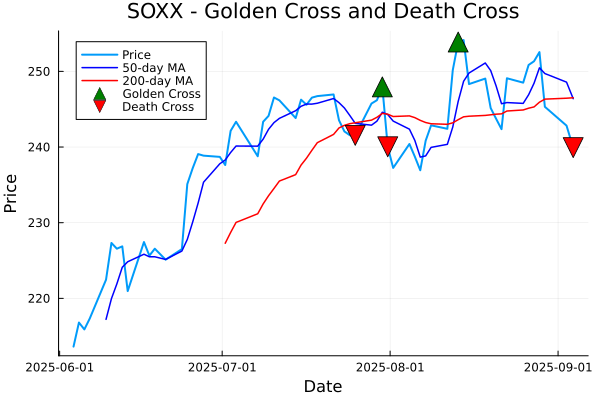 SOXX - Golden Cross and Death Cross
Price
50-day MA
200-day MA
Golden Cross
Death Cross
Price
250
240
230
220
2025-06-01
2025-07-01
2025-08-01
2025-09-01
Date